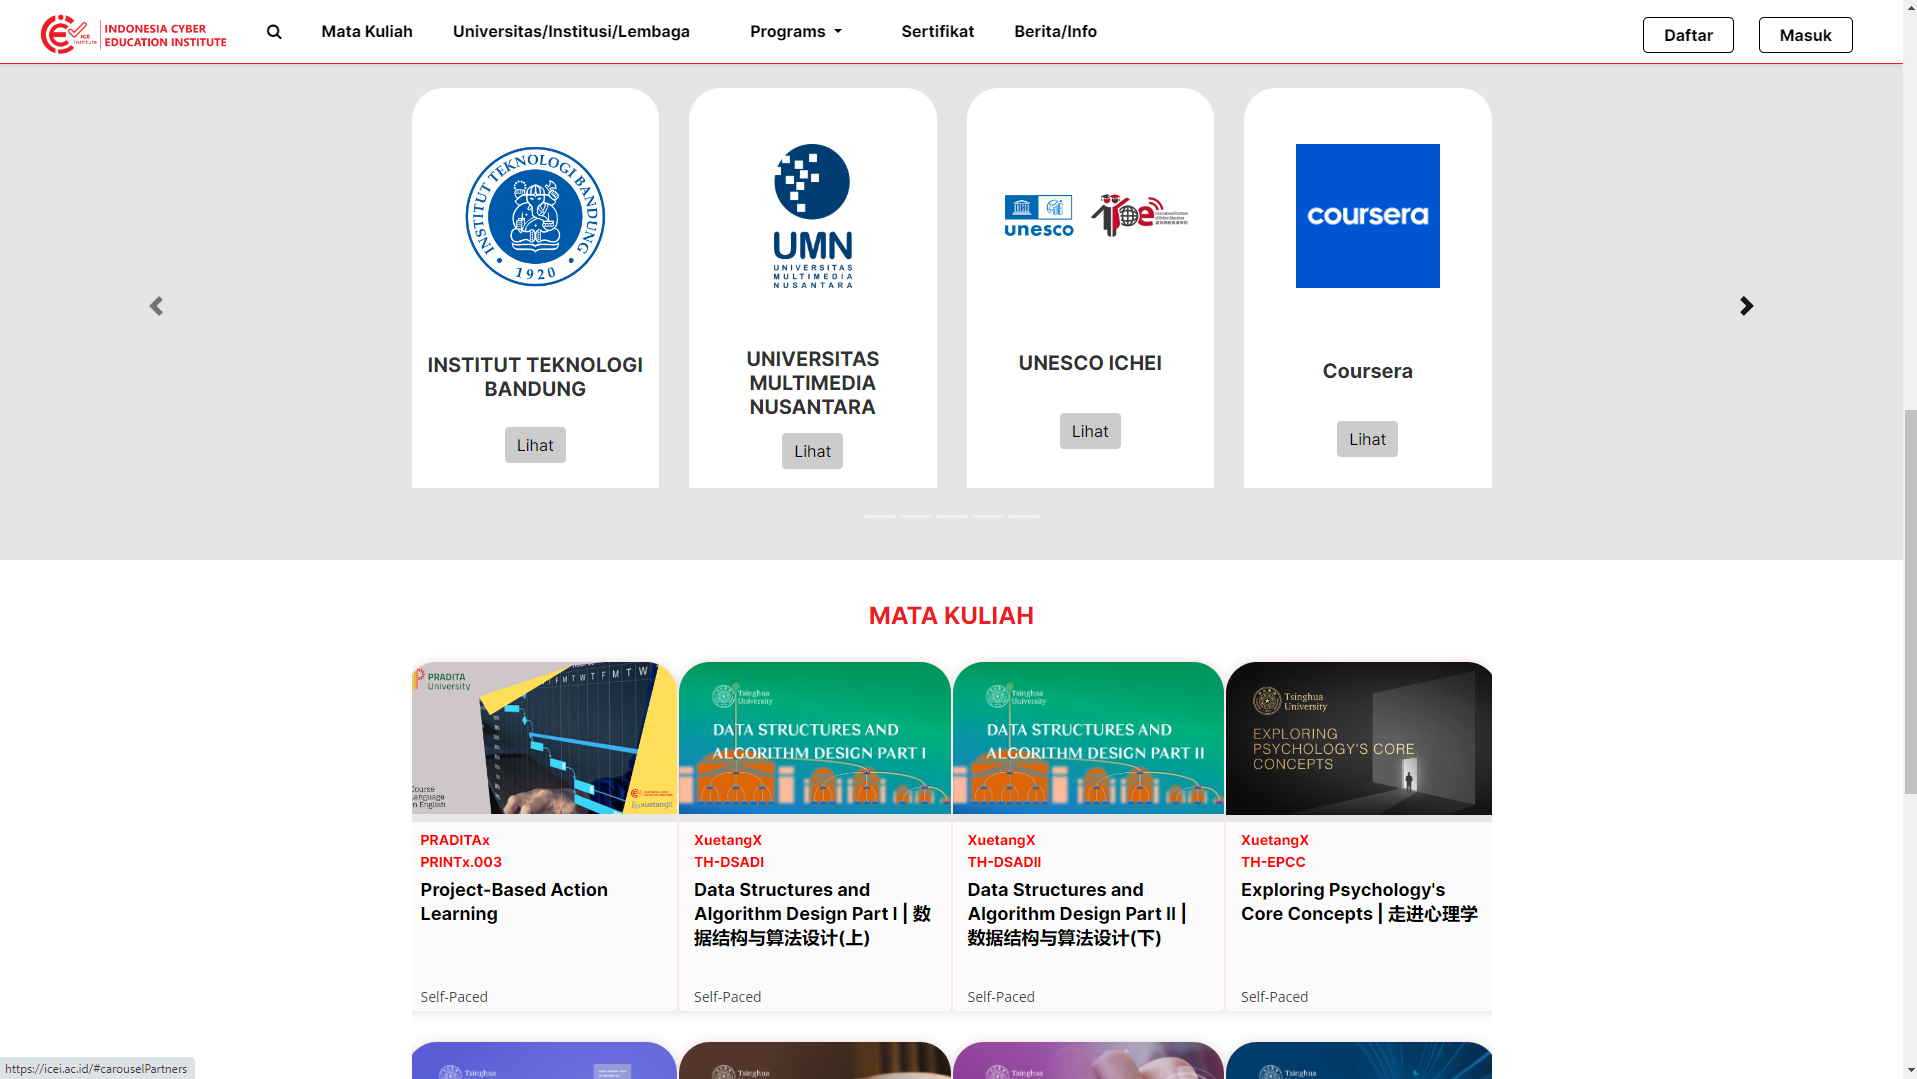 INDONESIA CYBER
EDUCATION INSTITUTE
ICE
Institute
Mata Kuliah
Universitas/Institusi/Lembaga
Programs
Sertifikat
Berita/Info
Daftar
Masuk
INSTITUT TEKNOLOGI BANDUNG
1920
UMN
UNIVERSITAS
MULTIMEDIA
NUSANTARA
unesco
coursera
INSTITUT TEKNOLOGI
BANDUNG
UNIVERSITAS
MULTIMEDIA
NUSANTARA
UNESCO ICHEI
Coursera
Lihat
Lihat
Lihat
Lihat
MATA KULIAH
PRADITA
University
T W T F M T W
Course
Language
in English
xuetangX
Tsinghua
University
DATA STRUCTURES AND
ALGORITHM DESIGN PART I
Tsinghua
University
DATA STRUCTURES AND
ALGORITHM DESIGN PART II
Tsinghua
University
EXPLORING
PSYCHOLOGY'S CORE
CONCEPTS
PRADITAx
PRINTx.003
Project-Based Action
Learning
Self-Paced
XuetangX
TH-DSADI
Data Structures and
Algorithm Design Part I | 数
据结构与算法设计(上)
Self-Paced
XuetangX
TH-DSADII
Data Structures and
Algorithm Design Part II |
数据结构与算法设计(下)
Self-Paced
XuetangX
TH-EPCC
Exploring Psychology's
Core Concepts | 走进心理学
Self-Paced
Tsinghua
Tsinghua
Tsinghua
Tsinghua
https://icei.ac.id/#carouselPartners